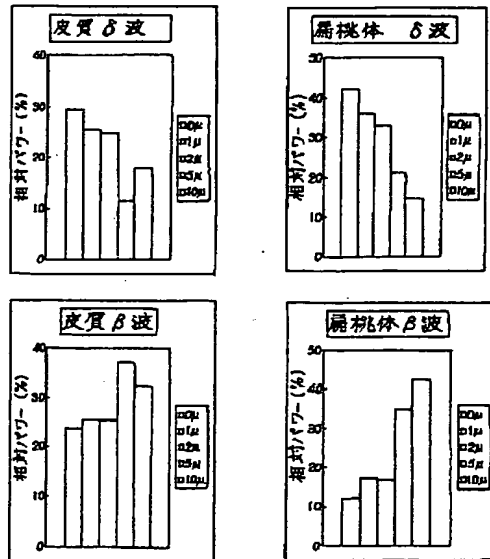 皮質 δ 波
相対パワー(%)
40
30
20
10
0
□0μ
□1μ
□2μ
□5μ
□10μ
扁桃体 δ 波
相対パワー(%)
50
40
30
20
10
0
□0μ
□1μ
□2μ
□5μ
□10μ
皮質 β 波
相対パワー(%)
40
30
20
10
0
□0μ
□1μ
□2μ
□5μ
□10μ
扁桃体 β 波
相対パワー(%)
50
40
30
20
10
0
□0μ
□1μ
□2μ
□5μ
□10μ